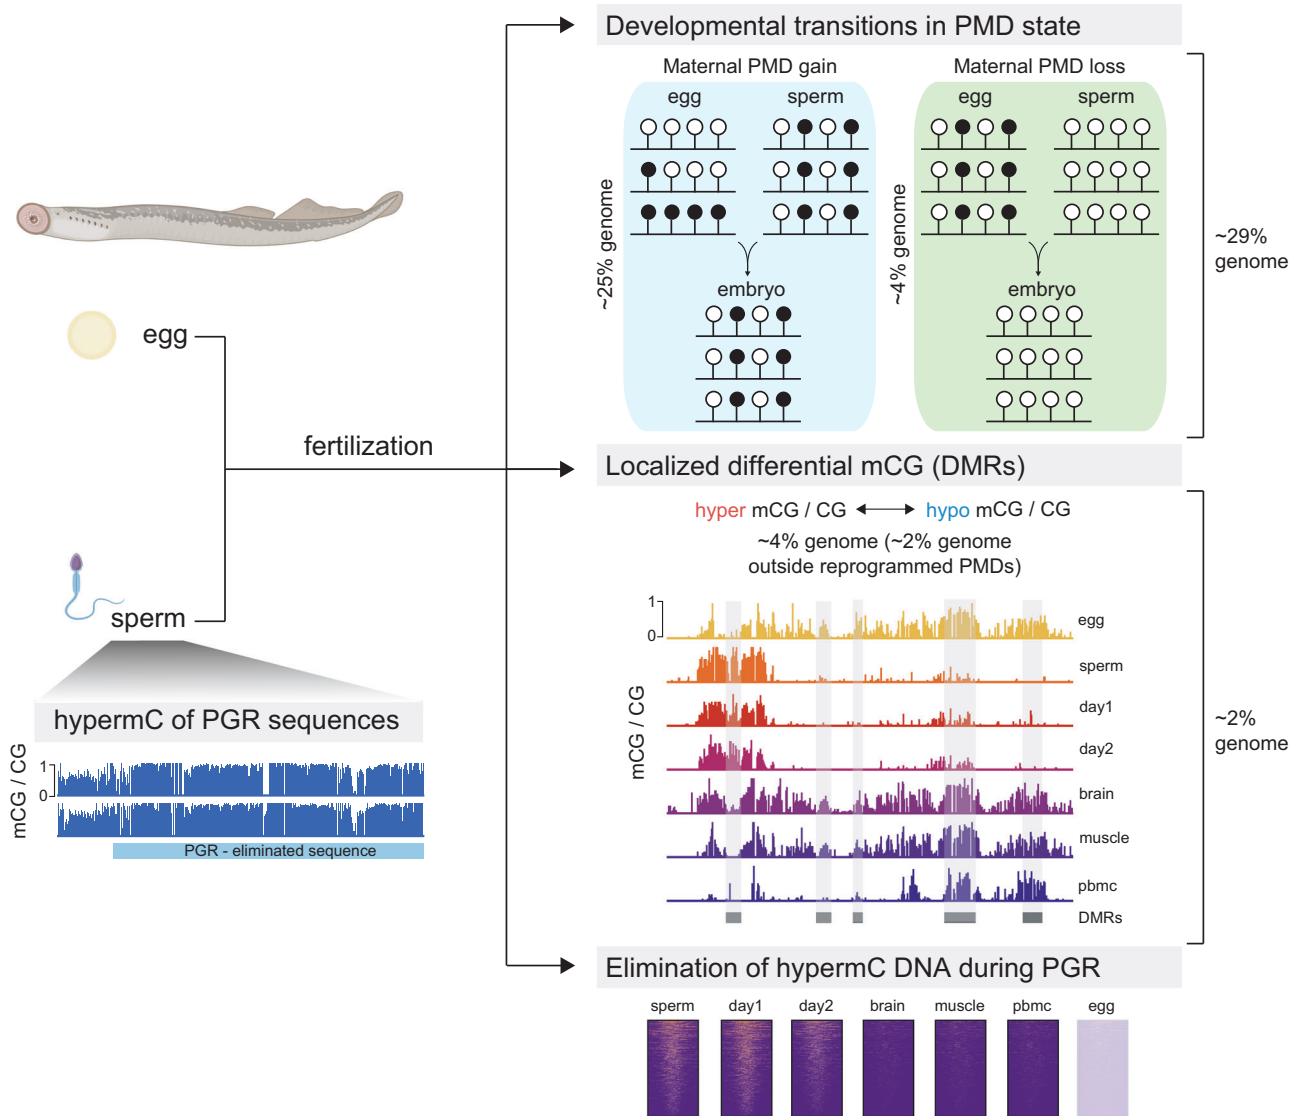 egg
fertilization
sperm
hypermC of PGR sequences
mCG / CG
1
0
PGR - eliminated sequence
Developmental transitions in PMD state
Maternal PMD gain
egg
sperm
~25% genome
embryo
Maternal PMD loss
egg
sperm
~4% genome
embryo
~29%
genome
Localized differential mCG (DMRs)
hyper mCG / CG
hypo mCG / CG
~4% genome (~2% genome
outside reprogrammed PMDs)
mCG / CG
1
0
egg
sperm
day1
day2
brain
muscle
pbmc
DMRs
~2%
genome
Elimination of hypermC DNA during PGR
sperm
day1
day2
brain
muscle
pbmc
egg